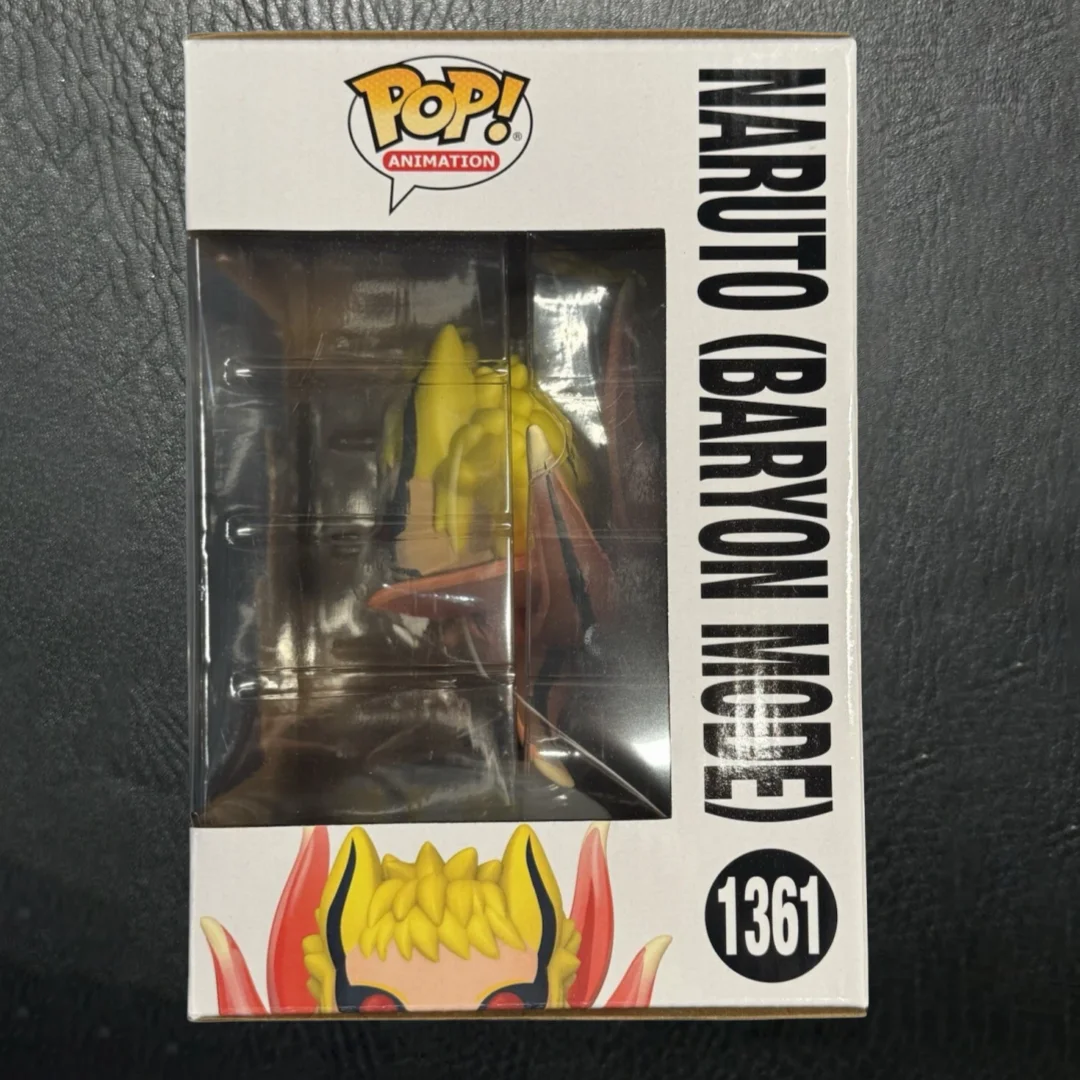 POP!®
ANIMATION
NARUTO (BARYON MODE)
1361